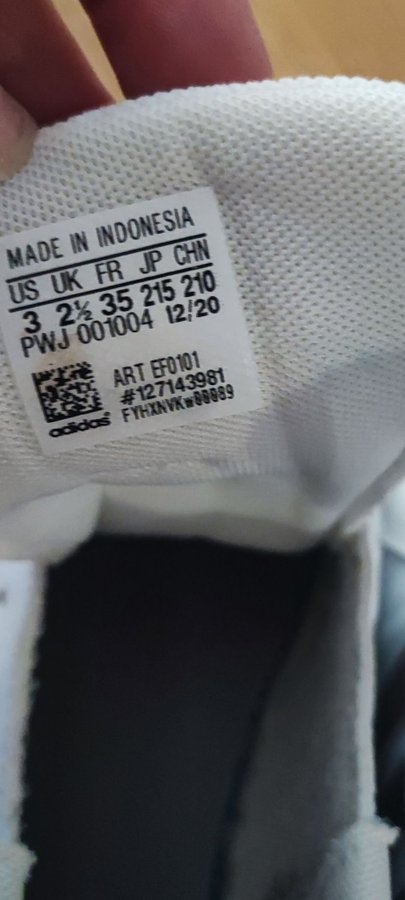 MADE IN INDONESIA
US UK FR JP CHN
3 2½ 35 215 210
PWJ 001004 12/20
ART EF0101
#127143981
FYHXNVKW00089
adidas